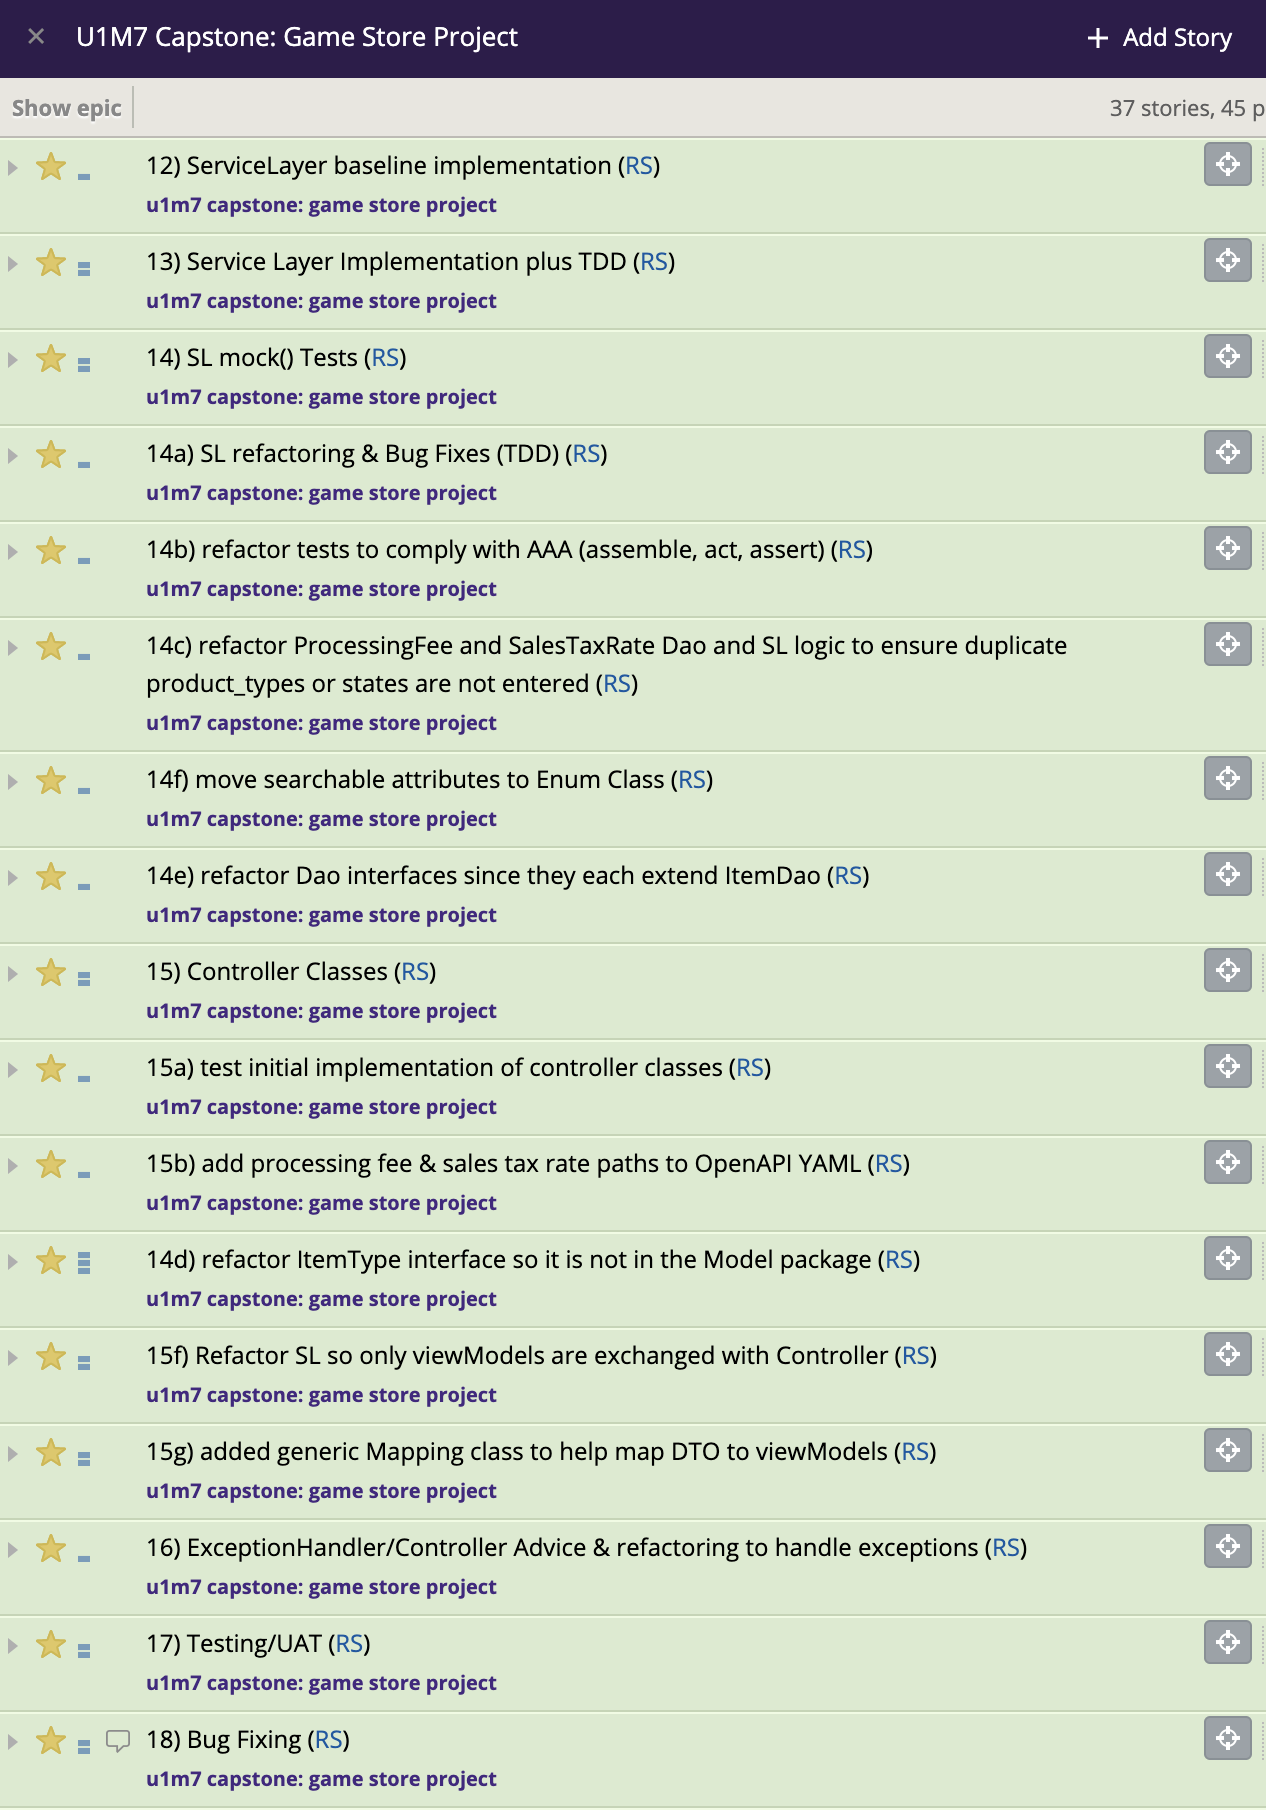 U1M7 Capstone: Game Store Project
+ Add Story
Show epic
37 stories, 45 p
12) ServiceLayer baseline implementation (RS)
u1m7 capstone: game store project
13) Service Layer Implementation plus TDD (RS)
u1m7 capstone: game store project
14) SL mock() Tests (RS)
u1m7 capstone: game store project
14a) SL refactoring & Bug Fixes (TDD) (RS)
u1m7 capstone: game store project
14b) refactor tests to comply with AAA (assemble, act, assert) (RS)
u1m7 capstone: game store project
14c) refactor ProcessingFee and SalesTaxRate Dao and SL logic to ensure duplicate
product_types or states are not entered (RS)
u1m7 capstone: game store project
14f) move searchable attributes to Enum Class (RS)
u1m7 capstone: game store project
14e) refactor Dao interfaces since they each extend ItemDao (RS)
u1m7 capstone: game store project
15) Controller Classes (RS)
u1m7 capstone: game store project
15a) test initial implementation of controller classes (RS)
u1m7 capstone: game store project
15b) add processing fee & sales tax rate paths to OpenAPI YAML (RS)
u1m7 capstone: game store project
14d) refactor ItemType interface so it is not in the Model package (RS)
u1m7 capstone: game store project
15f) Refactor SL so only viewModels are exchanged with Controller (RS)
u1m7 capstone: game store project
15g) added generic Mapping class to help map DTO to viewModels (RS)
u1m7 capstone: game store project
16) ExceptionHandler/Controller Advice & refactoring to handle exceptions (RS)
u1m7 capstone: game store project
17) Testing/UAT (RS)
u1m7 capstone: game store project
18) Bug Fixing (RS)
u1m7 capstone: game store project